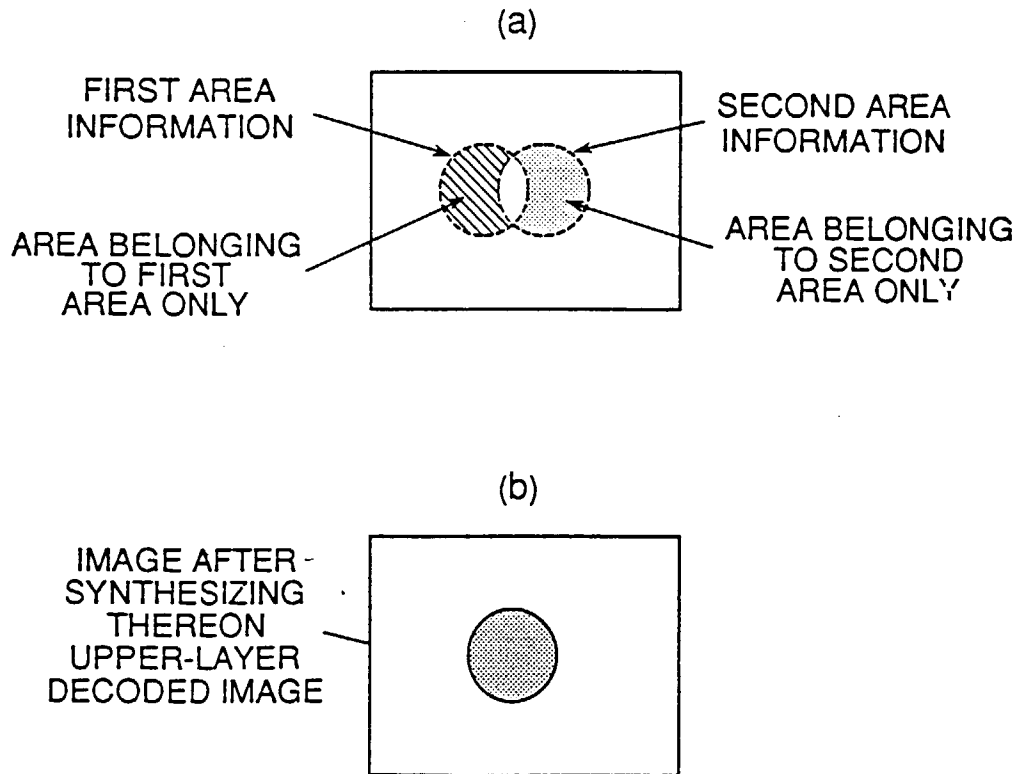 (a)
FIRST AREA
INFORMATION
SECOND AREA
INFORMATION
AREA BELONGING
TO FIRST
AREA ONLY
AREA BELONGING
TO SECOND
AREA ONLY
(b)
IMAGE AFTER
SYNTHESIZING
THEREON
UPPER-LAYER
DECODED IMAGE